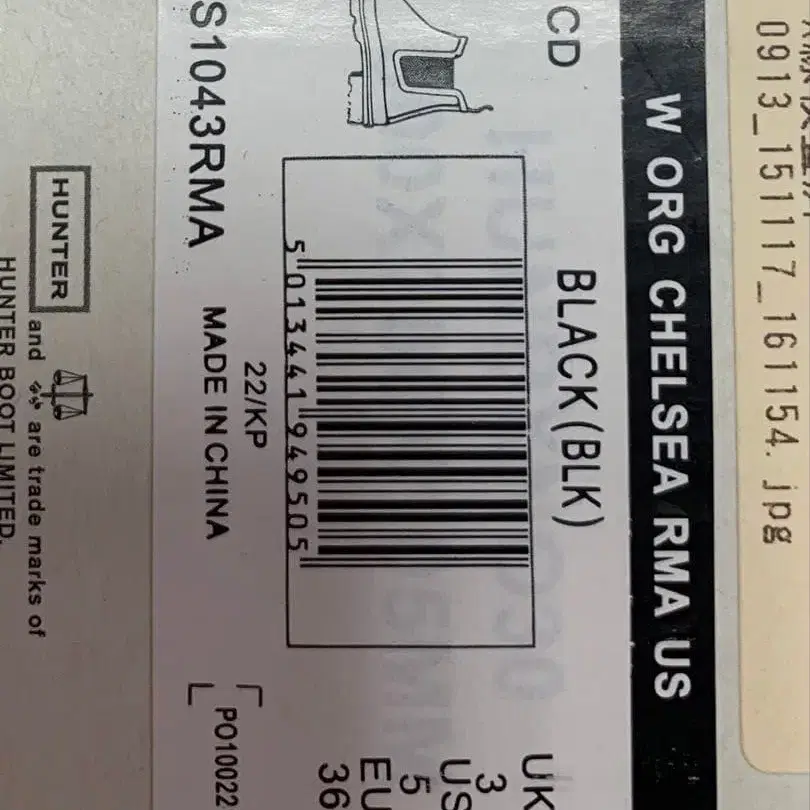 0913_151117_161154.jpg
W ORG CHELSEA RMA US
CD
BLACK(BLK)
UK
3
US
5
EU
36
5 013441 949505
22/KP
MADE IN CHINA
S1043RMA
PO10022
HUNTER
and are trade marks of
HUNTER BOOT LIMITED.